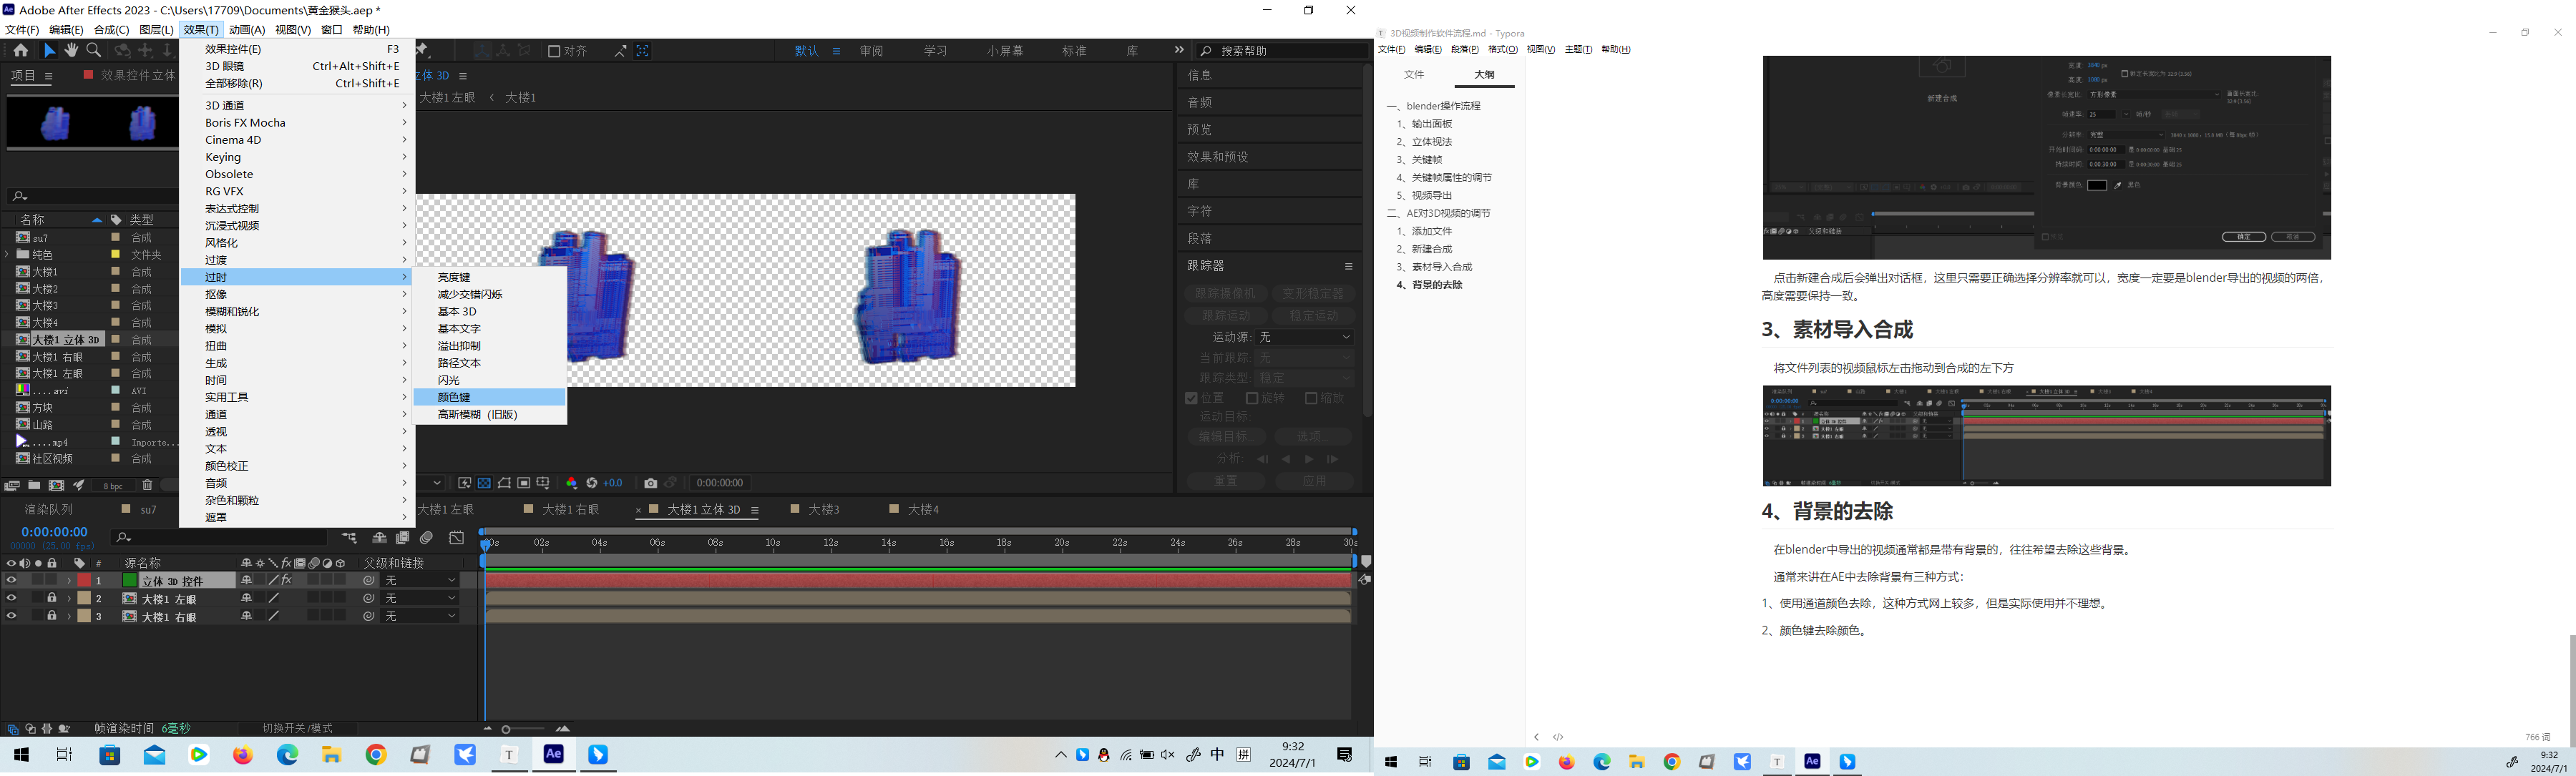 Adobe After Effects 2023 - C:\Users\17709\Documents\黄金猴头.aep *
文件(F) 编辑(E) 合成(C) 图层(L) 效果(T) 动画(A) 视图(V) 窗口 帮助(H)
对齐 默认 审阅 学习 小屏幕 标准 库 搜索帮助
项目 效果控件立体
名称 类型
su7 合成
纯色 文件夹
大楼1 合成
大楼2 合成
大楼3 合成
大楼4 合成
大楼1 立体 3D 合成
大楼1 右眼 合成
大楼1 左眼 合成
....avi AVI
方块 合成
山路 合成
....mp4 Importe...
社区视频 合成
8 bpc
效果控件(E) F3
3D 眼镜 Ctrl+Alt+Shift+E
全部移除(R) Ctrl+Shift+E
3D 通道
Boris FX Mocha
Cinema 4D
Keying
Obsolete
RG VFX
表达式控制
沉浸式视频
风格化
过渡
过时
抠像
模糊和锐化
模拟
扭曲
生成
时间
实用工具
通道
透视
文本
颜色校正
音频
杂色和颗粒
遮罩
亮度键
减少交错闪烁
基本 3D
基本文字
溢出抑制
路径文本
闪光
颜色键
高斯模糊（旧版）
立体 3D
大楼1 左眼 ‹ 大楼1
+0.0 0:00:00:00
信息
音频
预览
效果和预设
库
字符
段落
跟踪器
跟踪摄像机 变形稳定器
跟踪运动 稳定运动
运动源: 无
当前跟踪 无
跟踪类型: 稳定
位置 旋转 缩放
运动目标:
编辑目标... 选项...
分析:
重置 应用
渲染队列 su7 大楼1 左眼 大楼1 右眼 × 大楼1 立体 3D 大楼3 大楼4
0:00:00:00
00000 (25.00 fps)
00s 02s 04s 06s 08s 10s 12s 14s 16s 18s 20s 22s 24s 26s 28s 30s
# 源名称 父级和链接
1 立体 3D 控件 无
2 大楼1 左眼 无
3 大楼1 右眼 无
帧渲染时间 6毫秒 切换开关/模式
中 拼 9:32
2024/7/1
3D视频制作软件流程.md - Typora
文件(F) 编辑(E) 段落(P) 格式(O) 视图(V) 主题(T) 帮助(H)
文件 大纲
一、blender操作流程
1、输出面板
2、立体视法
3、关键帧
4、关键帧属性的调节
5、视频导出
二、AE对3D视频的调节
1、添加文件
2、新建合成
3、素材导入合成
4、背景的去除
新建合成
点击新建合成后会弹出对话框，这里只需要正确选择分辨率就可以，宽度一定要是blender导出的视频的两倍，
高度需要保持一致。
3、素材导入合成
将文件列表的视频鼠标左击拖动到合成的左下方
4、背景的去除
在blender中导出的视频通常都是带有背景的，往往希望去除这些背景。
通常来讲在AE中去除背景有三种方式：
1、使用通道颜色去除，这种方式网上较多，但是实际使用并不理想。
2、颜色键去除颜色。
766 词
9:32
2024/7/1